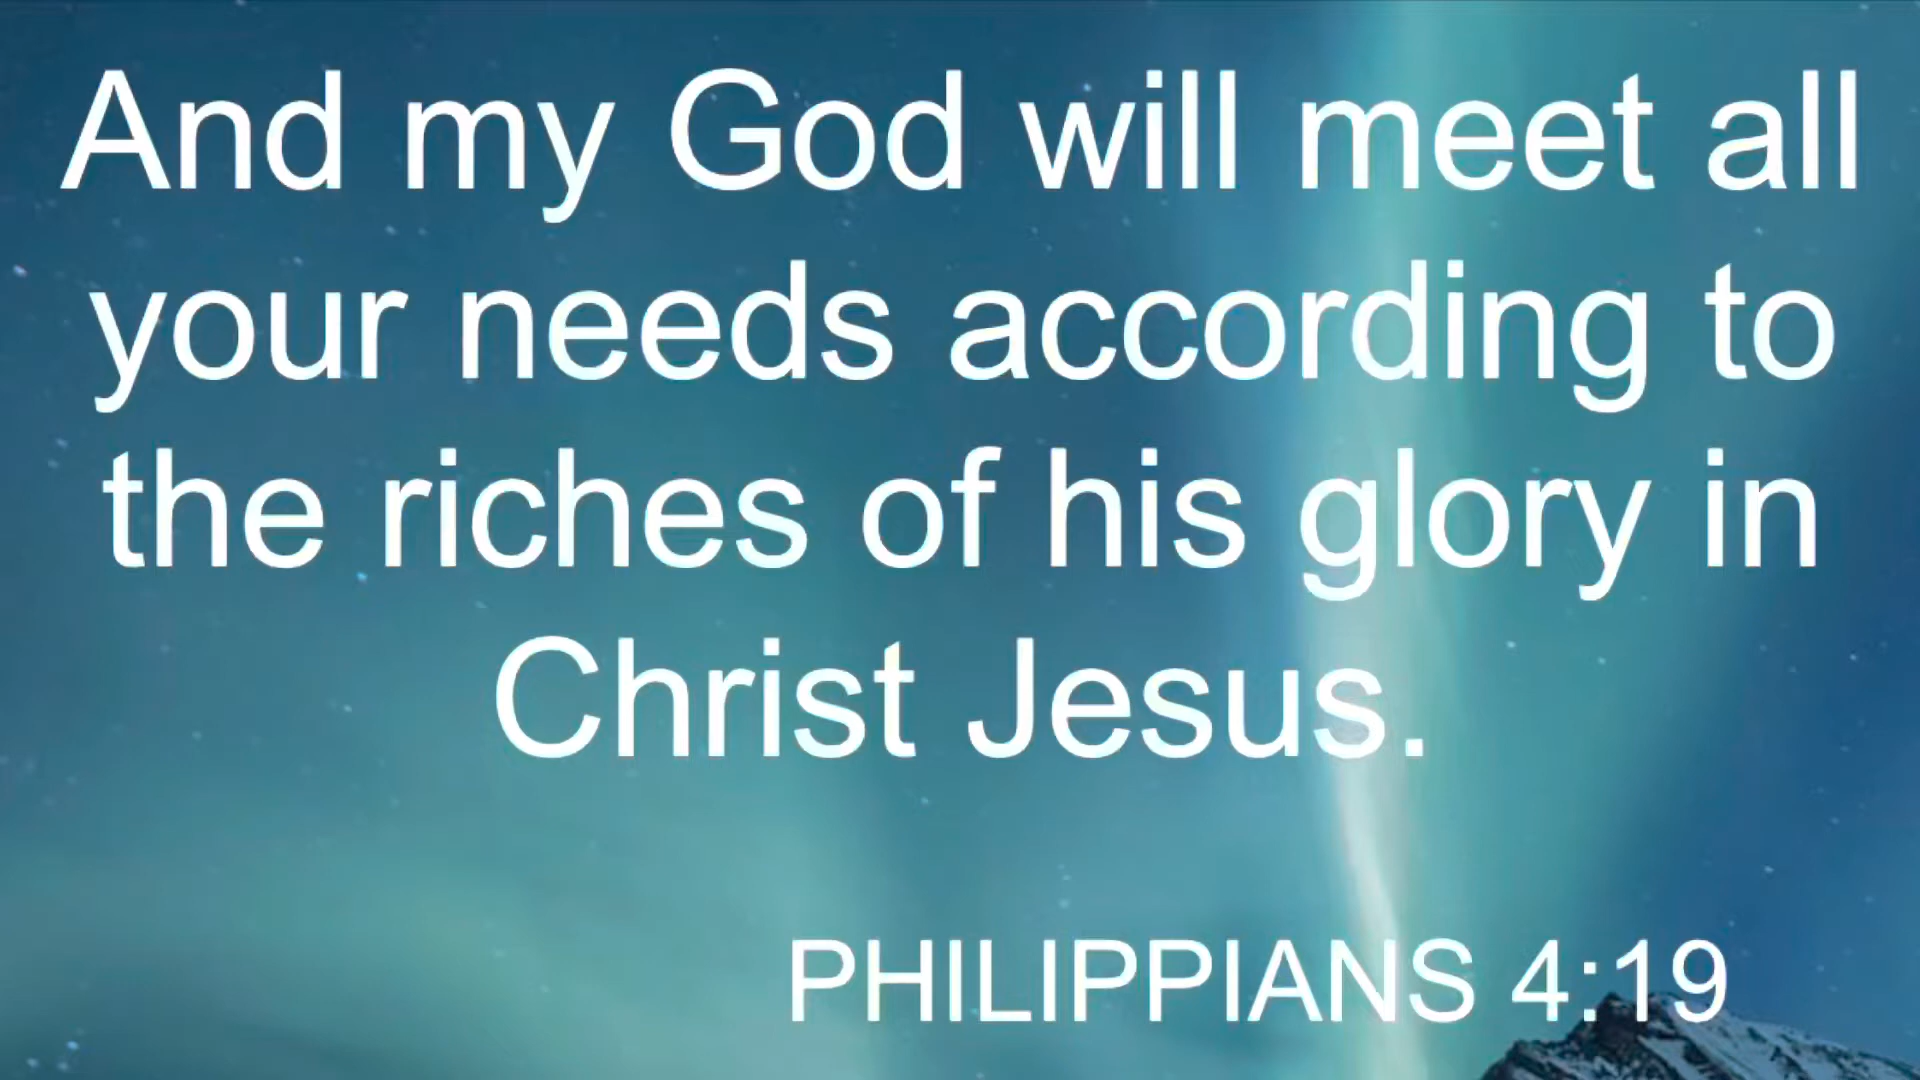 And my God will meet all
your needs according to
the riches of his glory in
Christ Jesus.
PHILIPPIANS 4:19